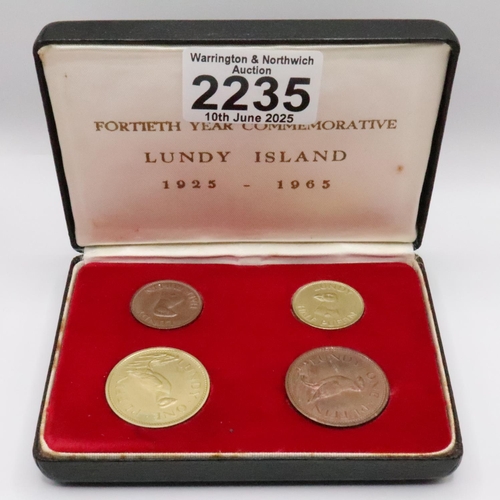 Warrington & Northwich
Auction
2235
10th June 2025
FORTIETH YEAR COMMEMORATIVE
LUNDY ISLAND
1925 - 1965